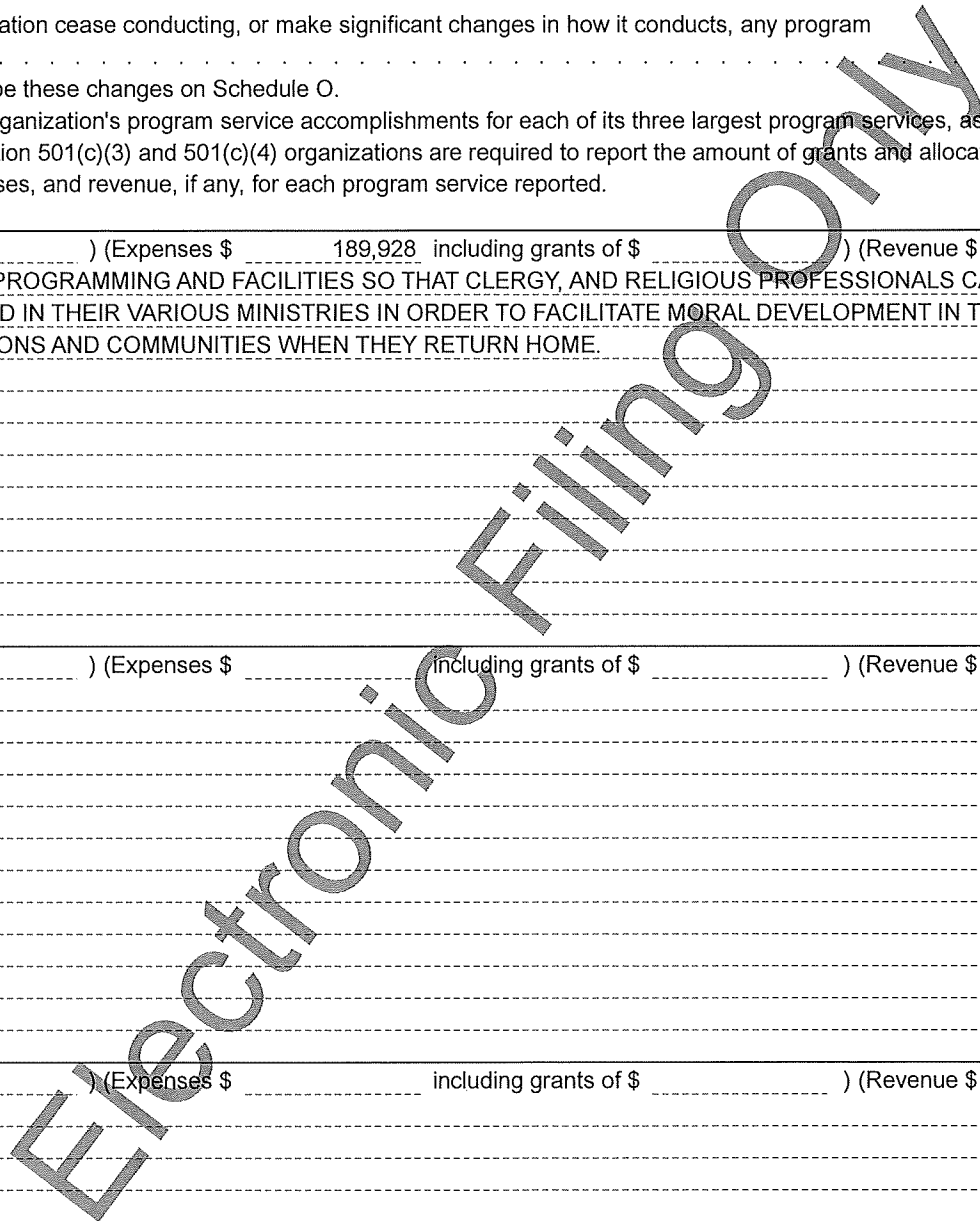 ation cease conducting, or make significant changes in how it conducts, any program
be these changes on Schedule O.
ganization's program service accomplishments for each of its three largest program services, as
ion 501(c)(3) and 501(c)(4) organizations are required to report the amount of grants and alloca
ses, and revenue, if any, for each program service reported.
) (Expenses $ 189,928 including grants of $ ) (Revenue $
PROGRAMMING AND FACILITIES SO THAT CLERGY, AND RELIGIOUS PROFESSIONALS CA
D IN THEIR VARIOUS MINISTRIES IN ORDER TO FACILITATE MORAL DEVELOPMENT IN T
ONS AND COMMUNITIES WHEN THEY RETURN HOME.
) (Expenses $ including grants of $ ) (Revenue $
) (Expenses $ including grants of $ ) (Revenue $
Electronic Filing Only